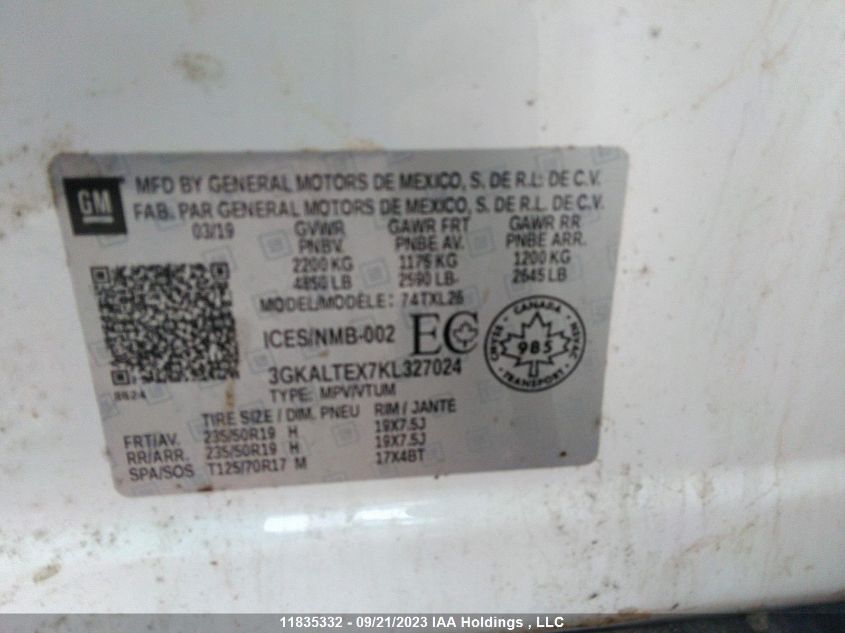 GM
MFD BY GENERAL MOTORS DE MEXICO, S. DE R.L. DE C.V.
FAB. PAR GENERAL MOTORS DE MEXICO, S. DE R.L. DE C.V.
03/19 GVWR GAWR FRT GAWR RR
PNBV. PNBE AV. PNBE ARR.
2200 KG 1175 KG 1200 KG
4850 LB 2590 LB 2645 LB
MODEL/MODÈLE: 74TXL26
ICES/NMB-002 EC
CANADA
985
TRANSPORT
3GKALTEX7KL327024
8824 TYPE: MPV/VTUM
TIRE SIZE / DIM. PNEU RIM / JANTE
FRT/AV. 235/50R19 H 19X7.5J
RR/ARR. 235/50R19 H 19X7.5J
SPA/SOS T125/70R17 M 17X4BT
11835332 - 09/21/2023 IAA Holdings , LLC